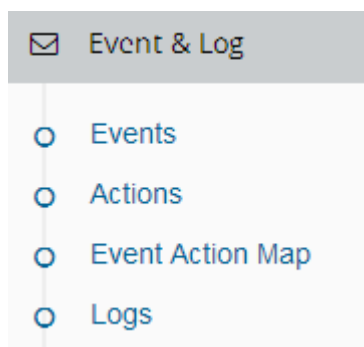 Event & Log
Events
Actions
Event Action Map
Logs